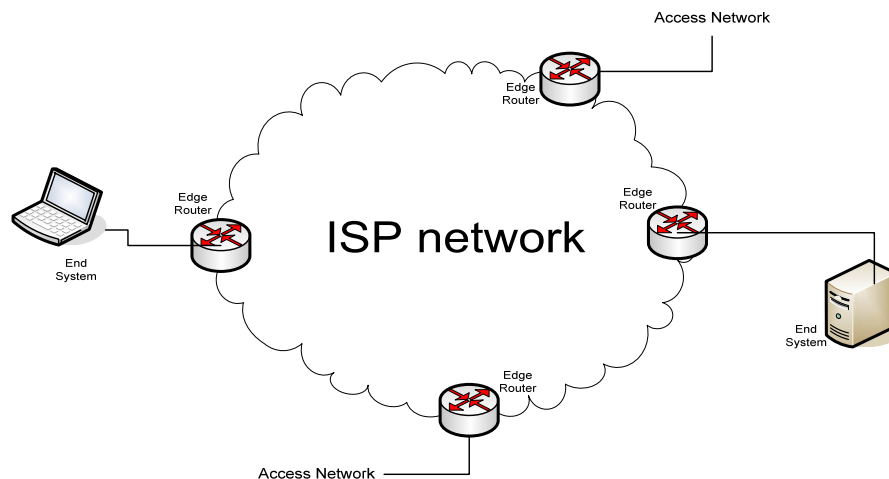 Access Network
Edge
Router
Edge
Router
Edge
Router
ISP network
End
System
End
System
Edge
Router
Access Network